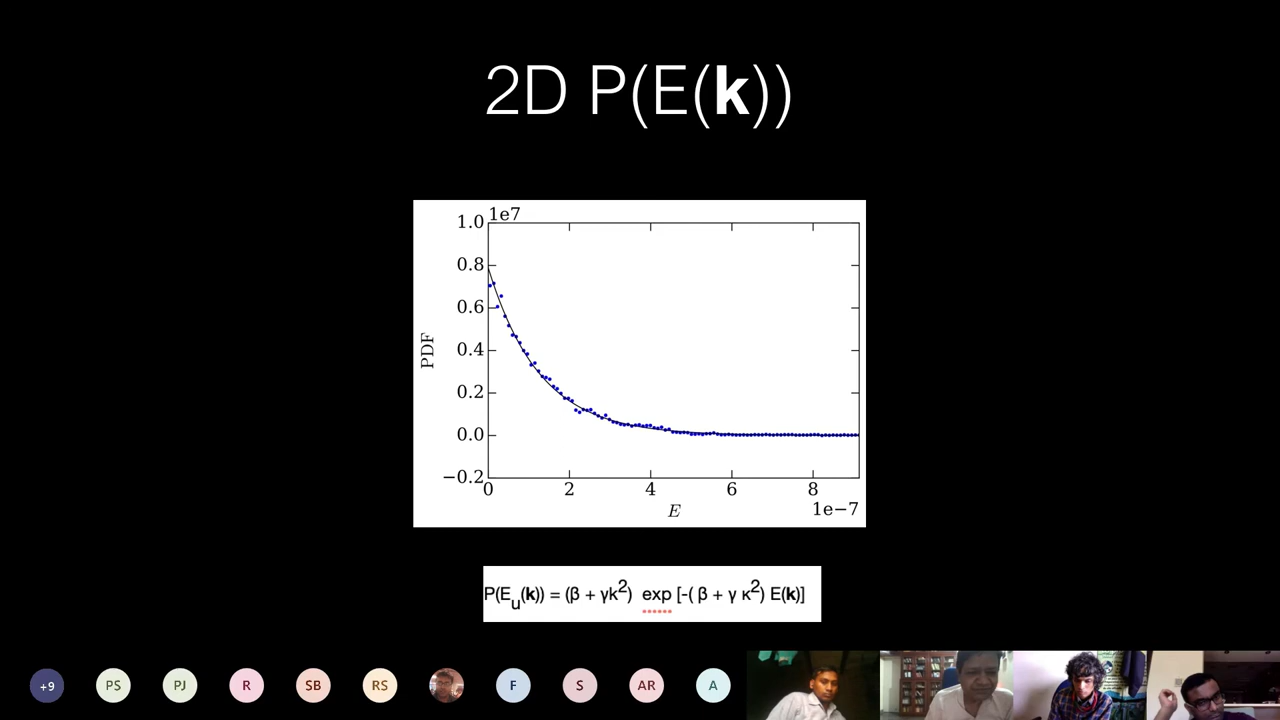 2D P(E(k))
1e7
1.0
0.8
0.6
0.4
0.2
0.0
−0.2
PDF
0 2 4 6 8
1e−7
E
P(E_u(k)) = (β + γk²) exp [-( β + γ κ²) E(k)]
+9 PS PJ R SB RS F S AR A